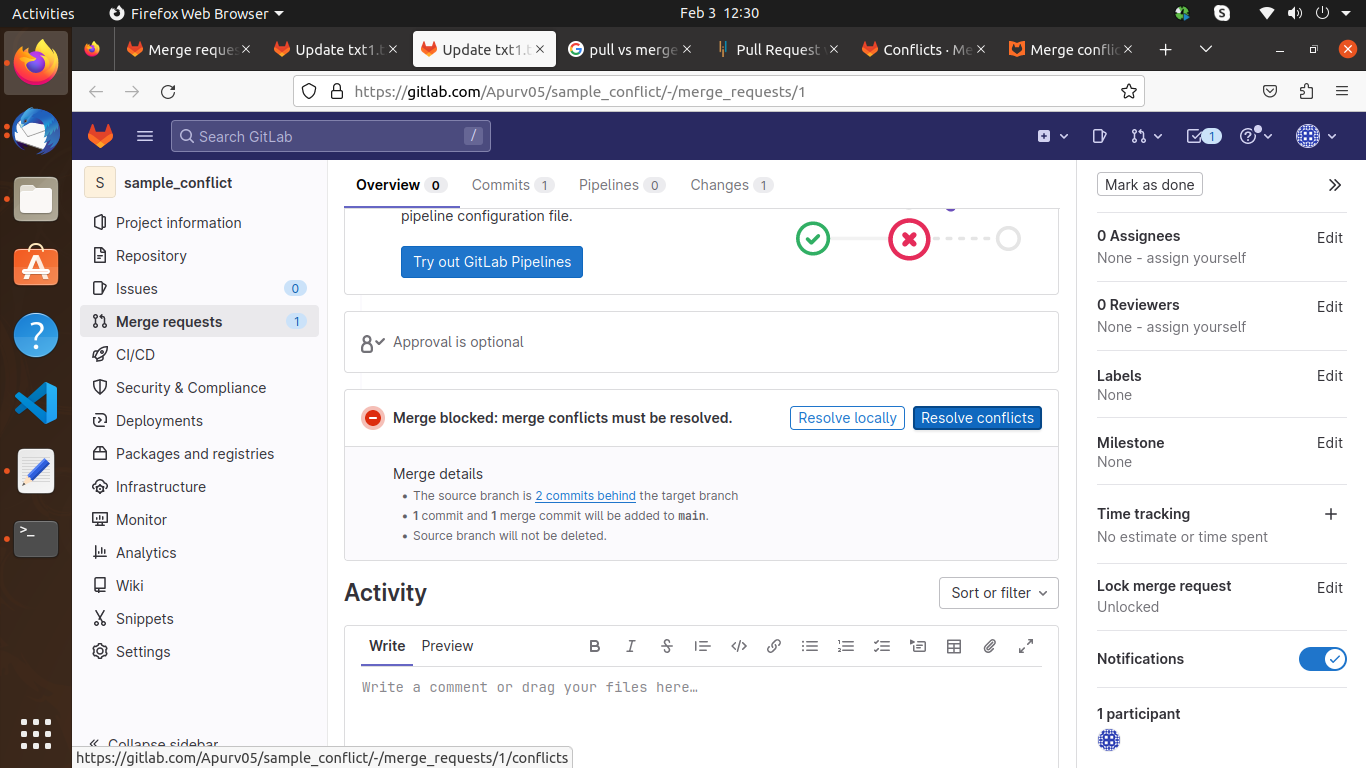 Activities
Firefox Web Browser
Feb 3 12:30
Merge reques
Update txt1.t
Update txt1.t
pull vs merge
Pull Request
Conflicts · Me
Merge conflic
https://gitlab.com/Apurv05/sample_conflict/-/merge_requests/1
Search GitLab
/
1
S
sample_conflict
Project information
Repository
Issues
0
Merge requests
1
CI/CD
Security & Compliance
Deployments
Packages and registries
Infrastructure
Monitor
Analytics
Wiki
Snippets
Settings
Collapse sidebar
Overview 0
Commits 1
Pipelines 0
Changes 1
pipeline configuration file.
Try out GitLab Pipelines
Approval is optional
Merge blocked: merge conflicts must be resolved.
Resolve locally
Resolve conflicts
Merge details
• The source branch is 2 commits behind the target branch
• 1 commit and 1 merge commit will be added to main.
• Source branch will not be deleted.
Activity
Sort or filter
Write
Preview
Write a comment or drag your files here…
Mark as done
0 Assignees
Edit
None - assign yourself
0 Reviewers
Edit
None - assign yourself
Labels
Edit
None
Milestone
Edit
None
Time tracking
No estimate or time spent
Lock merge request
Edit
Unlocked
Notifications
1 participant
https://gitlab.com/Apurv05/sample_conflict/-/merge_requests/1/conflicts